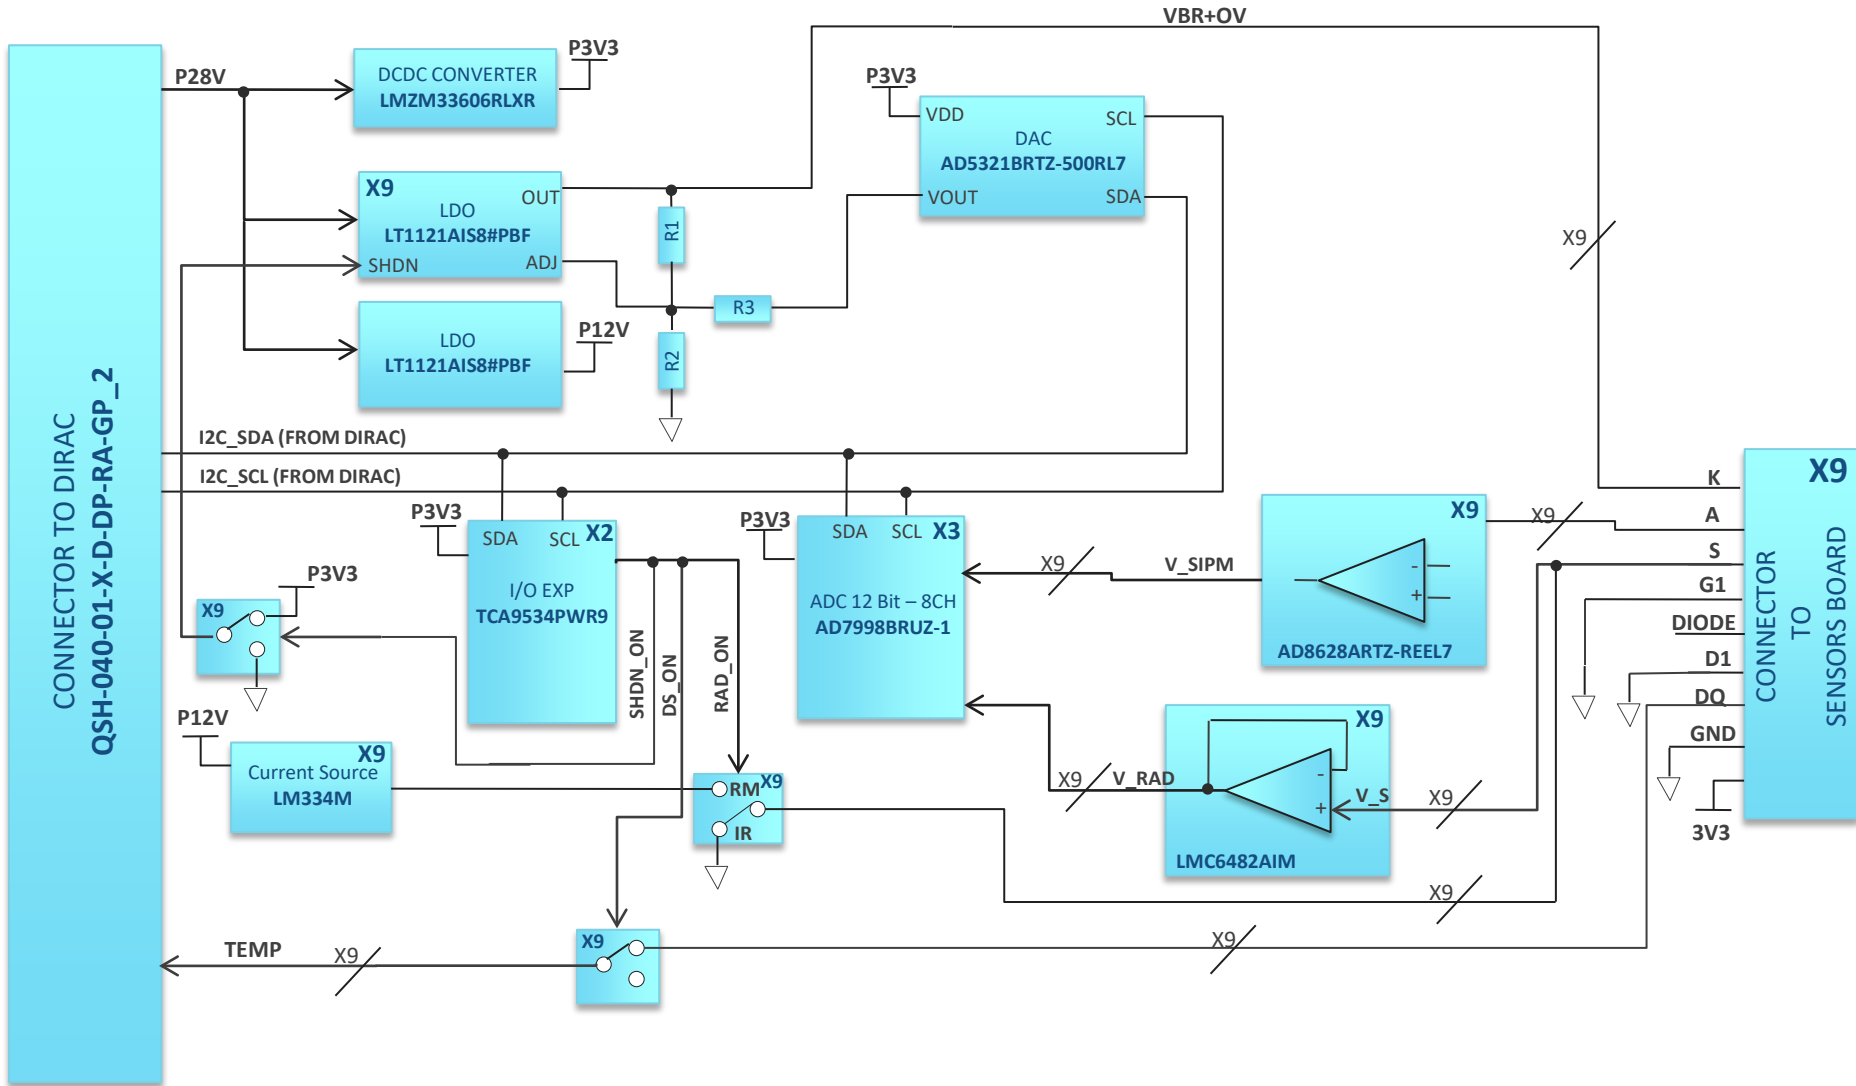 CONNECTOR TO DIRAC
QSH-040-01-X-D-DP-RA-GP_2
P28V
DCDC CONVERTER
LMZM33606RLXR
P3V3
X9
OUT
LDO
LT1121AIS8#PBF
SHDN
ADJ
LDO
LT1121AIS8#PBF
P12V
R1
R2
R3
VBR+OV
P3V3
VDD
SCL
DAC
AD5321BRTZ-500RL7
VOUT
SDA
X9
I2C_SDA (FROM DIRAC)
I2C_SCL (FROM DIRAC)
P3V3
SDA
SCL
X2
I/O EXP
TCA9534PWR9
SHDN_ON
DS_ON
RAD_ON
P3V3
SDA
SCL
X3
ADC 12 Bit – 8CH
AD7998BRUZ-1
X9
V_SIPM
X9
-
+
AD8628ARTZ-REEL7
X9
P3V3
X9
P12V
X9
Current Source
LM334M
RM
X9
IR
X9
V_RAD
X9
-
+
V_S
LMC6482AIM
X9
X9
X9
X9
TEMP
X9
K
A
S
G1
DIODE
D1
DQ
GND
3V3
X9
CONNECTOR
TO
SENSORS BOARD